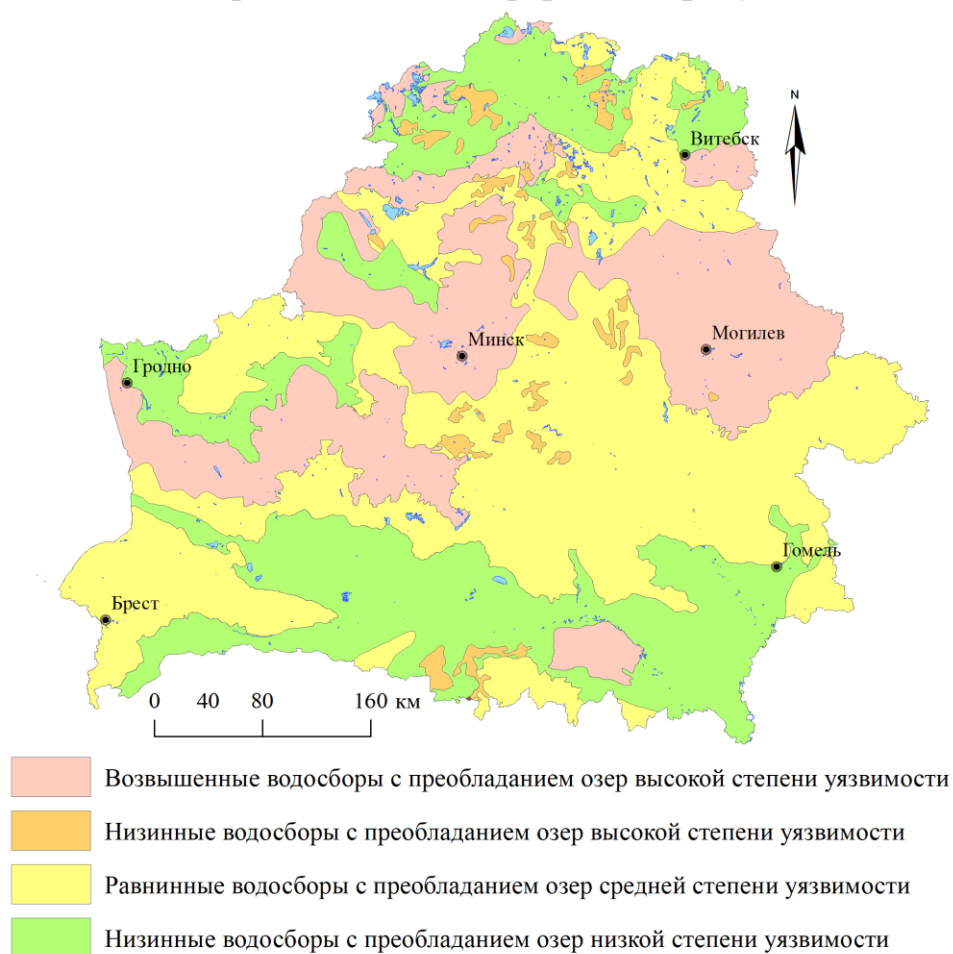 N
Витебск
Минск
Могилев
Гродно
Гомель
Брест
0 40 80 160 км
Возвышенные водосборы с преобладанием озер высокой степени уязвимости
Низинные водосборы с преобладанием озер высокой степени уязвимости
Равнинные водосборы с преобладанием озер средней степени уязвимости
Низинные водосборы с преобладанием озер низкой степени уязвимости